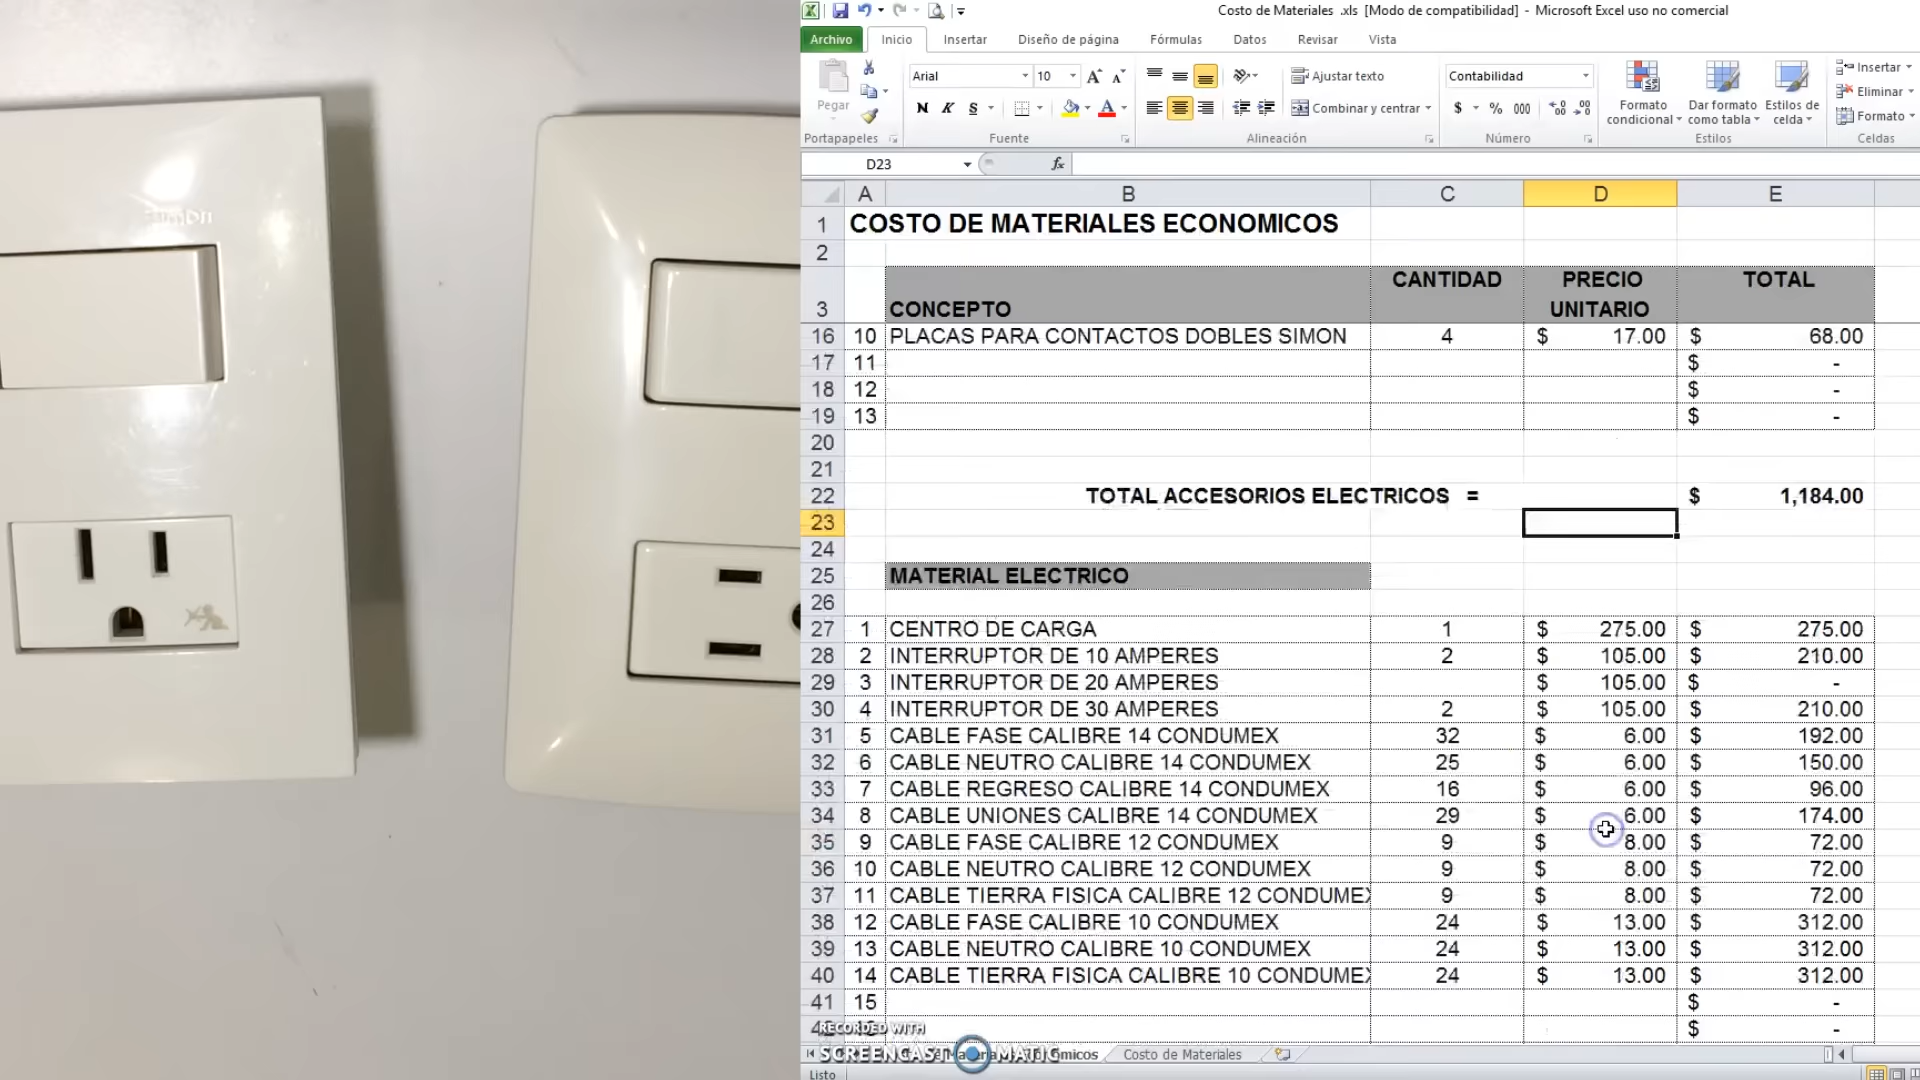 Costo de Materiales .xls [Modo de compatibilidad] - Microsoft Excel uso no comercial
Archivo Inicio Insertar Diseño de página Fórmulas Datos Revisar Vista
Arial 10 Ajustar texto Contabilidad Insertar
Pegar N K S Combinar y centrar $ % 000 Formato condicional Dar formato como tabla Estilos de celda Eliminar
Formato
Portapapeles Fuente Alineación Número Estilos Celdas
D23 fx
A B C D E
1 COSTO DE MATERIALES ECONOMICOS
2
3 CONCEPTO CANTIDAD PRECIO UNITARIO TOTAL
16 10 PLACAS PARA CONTACTOS DOBLES SIMON 4 $ 17.00 $ 68.00
17 11 $ -
18 12 $ -
19 13 $ -
20
21
22 TOTAL ACCESORIOS ELECTRICOS = $ 1,184.00
23
24
25 MATERIAL ELECTRICO
26
27 1 CENTRO DE CARGA 1 $ 275.00 $ 275.00
28 2 INTERRUPTOR DE 10 AMPERES 2 $ 105.00 $ 210.00
29 3 INTERRUPTOR DE 20 AMPERES $ 105.00 $ -
30 4 INTERRUPTOR DE 30 AMPERES 2 $ 105.00 $ 210.00
31 5 CABLE FASE CALIBRE 14 CONDUMEX 32 $ 6.00 $ 192.00
32 6 CABLE NEUTRO CALIBRE 14 CONDUMEX 25 $ 6.00 $ 150.00
33 7 CABLE REGRESO CALIBRE 14 CONDUMEX 16 $ 6.00 $ 96.00
34 8 CABLE UNIONES CALIBRE 14 CONDUMEX 29 $ 6.00 $ 174.00
35 9 CABLE FASE CALIBRE 12 CONDUMEX 9 $ 8.00 $ 72.00
36 10 CABLE NEUTRO CALIBRE 12 CONDUMEX 9 $ 8.00 $ 72.00
37 11 CABLE TIERRA FISICA CALIBRE 12 CONDUMEX 9 $ 8.00 $ 72.00
38 12 CABLE FASE CALIBRE 10 CONDUMEX 24 $ 13.00 $ 312.00
39 13 CABLE NEUTRO CALIBRE 10 CONDUMEX 24 $ 13.00 $ 312.00
40 14 CABLE TIERRA FISICA CALIBRE 10 CONDUMEX 24 $ 13.00 $ 312.00
41 15 $ -
$ -
RECORDED WITH
SCREENCAST MATIC
Costo de Materiales
Listo